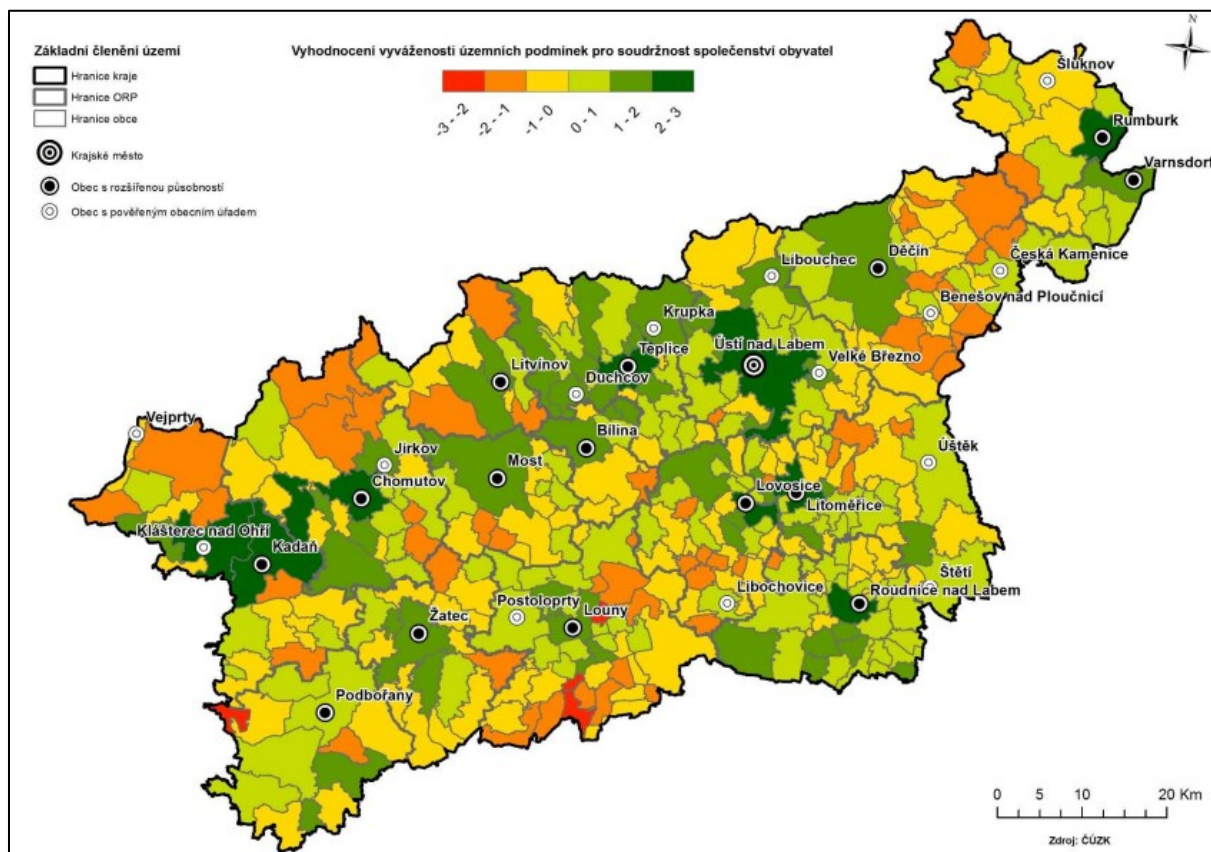 Základní členění území
Hranice kraje
Hranice ORP
Hranice obce
Krajské město
Obec s rozšířenou působností
Obec s pověřeným obecním úřadem
Vyhodnocení vyváženosti územních podmínek pro soudržnost společenství obyvatel
-3 - -2
-2 - -1
-1 - 0
0 - 1
1 - 2
2 - 3
N
Šluknov
Rumburk
Varnsdorf
Libouchec
Děčín
Česká Kamenice
Benešov nad Ploučnicí
Krupka
Teplice
Ústí nad Labem
Velké Březno
Litvínov
Duchcov
Bílina
Vejprty
Jirkov
Most
Chomutov
Úštěk
Lovosice
Litoměřice
Klášterec nad Ohří
Kadaň
Štětí
Libochovice
Roudnice nad Labem
Postoloprty
Louny
Žatec
Podbořany
0 5 10 20 Km
Zdroj: ČÚZK